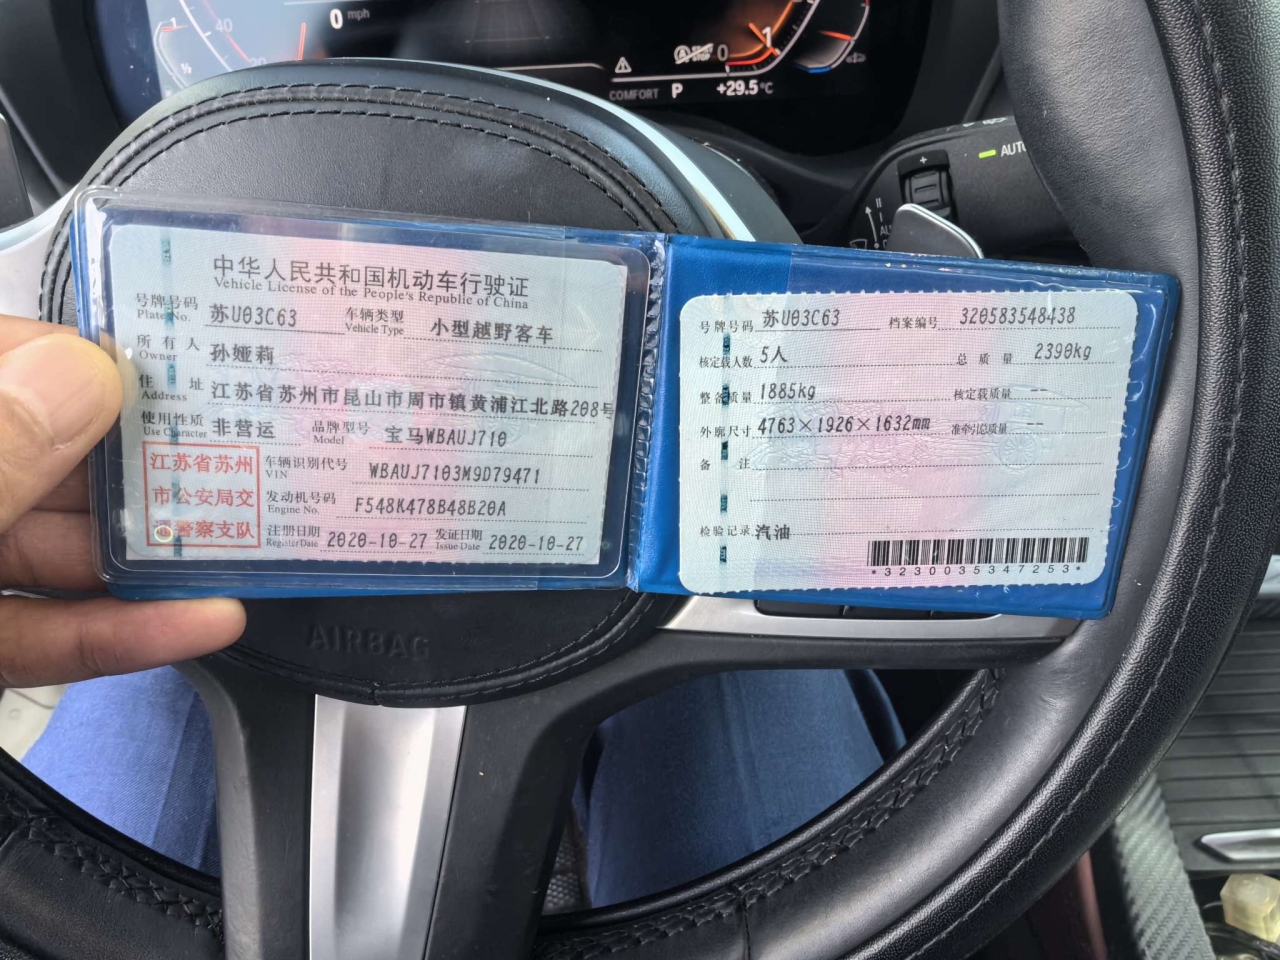 0 mph
40
20
0
1
COMFORT P +29.5°C
AUTO
AIRBAG
中华人民共和国机动车行驶证
Vehicle License of the People's Republic of China
号牌号码 苏U03C63 车辆类型 小型越野客车
Plate No. Vehicle Type
所有人 孙娅莉
Owner
住址 江苏省苏州市昆山市周市镇黄浦江北路208号
Address
使用性质 非营运 品牌型号 宝马WBAUJ710
Use Character Model
江苏省苏州
市公安局交
通警察支队
车辆识别代号 WBAUJ7103M9D79471
VIN
发动机号码 F548K478B48B20A
Engine No.
注册日期 2020-10-27 发证日期 2020-10-27
Register Date Issue Date
号牌号码 苏U03C63 档案编号 320583548438
核定载人数 5人 总质量 2390kg
整备质量 1885kg 核定载质量 --
外廓尺寸 4763×1926×1632mm 准牵引总质量 --
备注
检验记录 汽油
*3230035347253*